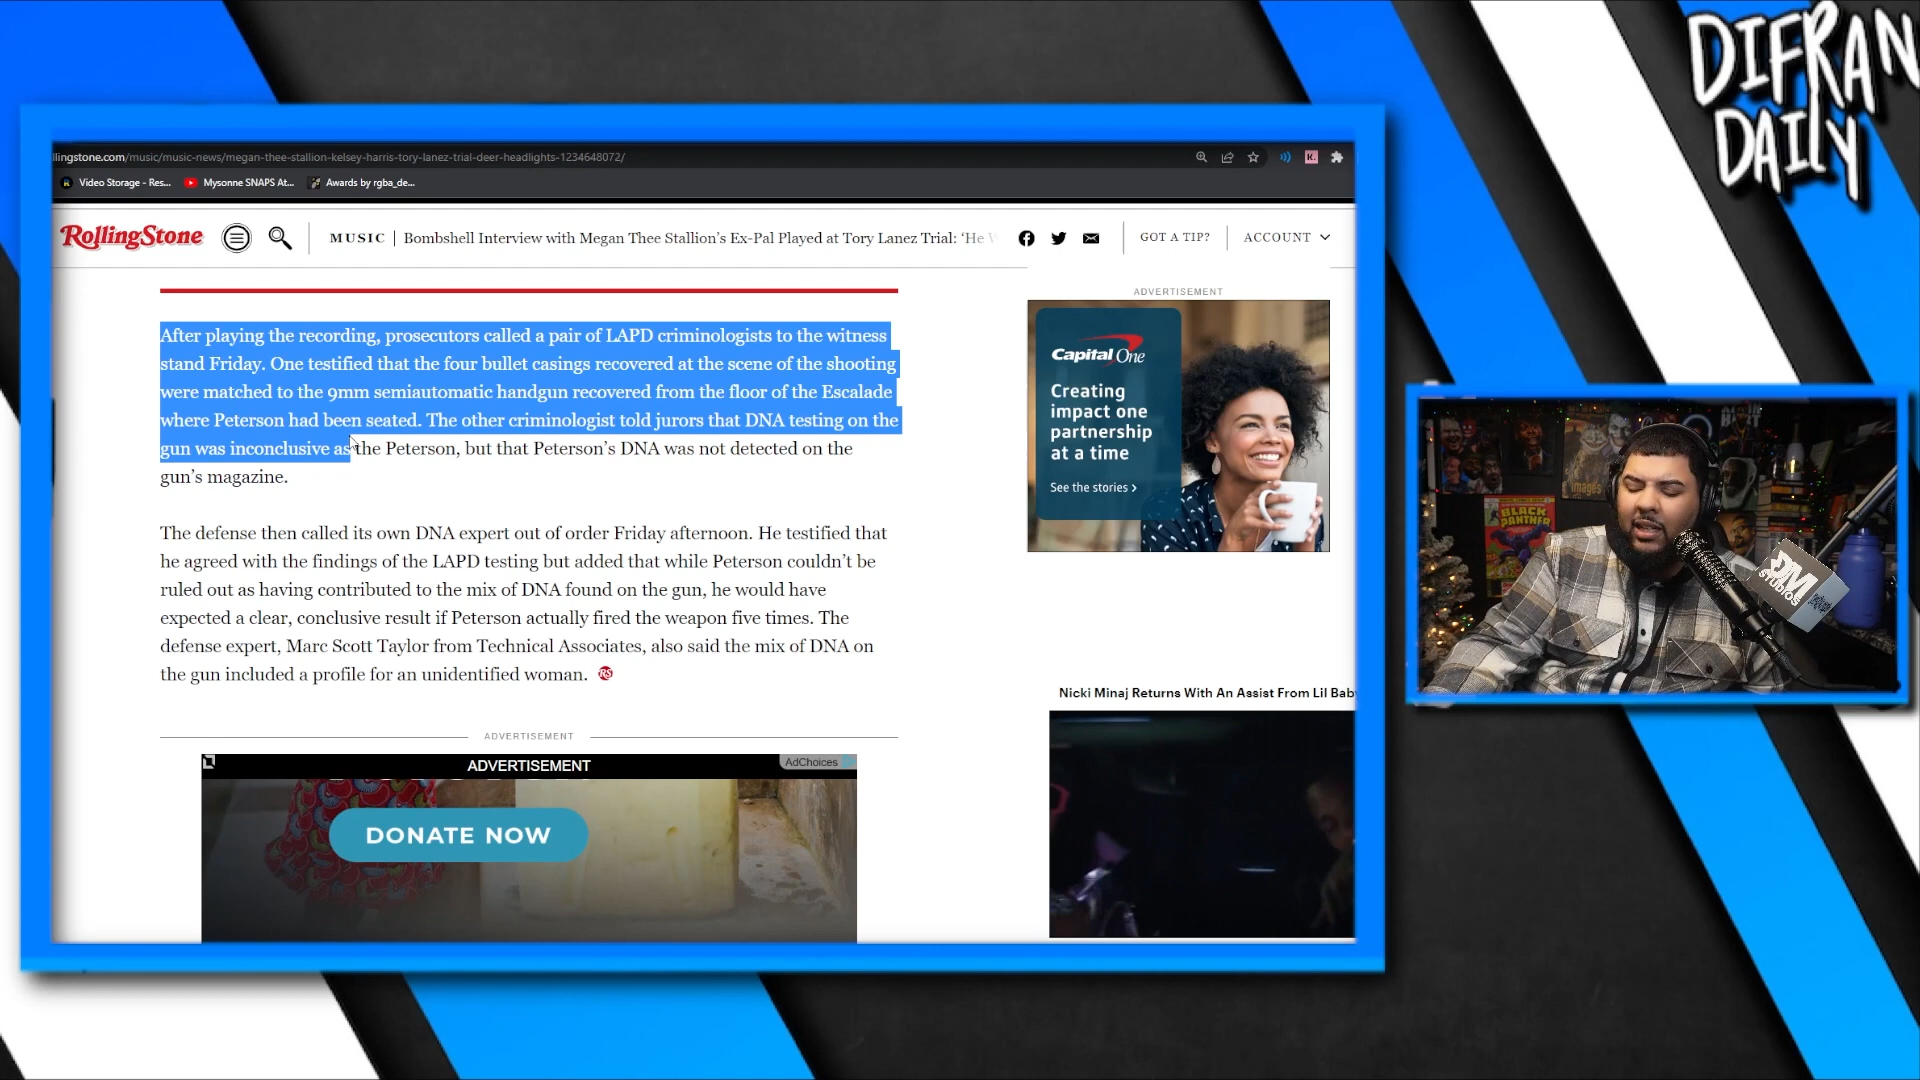 DIFRAN
DAILY
llingstone.com/music/music-news/megan-thee-stallion-kelsey-harris-tory-lanez-trial-deer-headlights-1234648072/
K.
Video Storage - Res...
Mysonne SNAPS At...
Awards by rgba_de...
RollingStone
MUSIC
Bombshell Interview with Megan Thee Stallion's Ex-Pal Played at Tory Lanez Trial: 'He
GOT A TIP?
ACCOUNT
After playing the recording, prosecutors called a pair of LAPD criminologists to the witness
stand Friday. One testified that the four bullet casings recovered at the scene of the shooting
were matched to the 9mm semiautomatic handgun recovered from the floor of the Escalade
where Peterson had been seated. The other criminologist told jurors that DNA testing on the
gun was inconclusive as the Peterson, but that Peterson's DNA was not detected on the
gun's magazine.
The defense then called its own DNA expert out of order Friday afternoon. He testified that
he agreed with the findings of the LAPD testing but added that while Peterson couldn't be
ruled out as having contributed to the mix of DNA found on the gun, he would have
expected a clear, conclusive result if Peterson actually fired the weapon five times. The
defense expert, Marc Scott Taylor from Technical Associates, also said the mix of DNA on
the gun included a profile for an unidentified woman.
RS
ADVERTISEMENT
ADVERTISEMENT
AdChoices
DONATE NOW
ADVERTISEMENT
Capital One
Creating
impact one
partnership
at a time
See the stories
Nicki Minaj Returns With An Assist From Lil Baby
images
BLACK
PANTHER
DM
STUDIOS